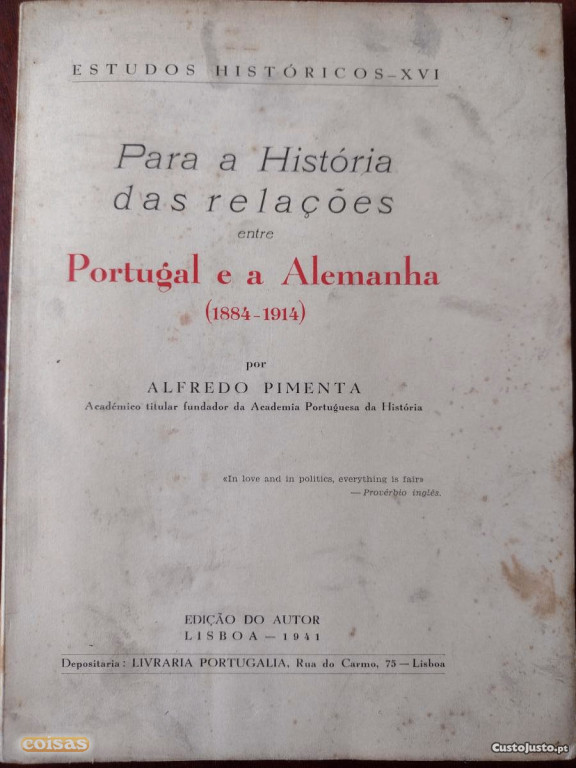 ESTUDOS HISTÓRICOS-XVI
Para a História
das relações
entre
Portugal e a Alemanha
(1884-1914)
por
ALFREDO PIMENTA
Académico titular fundador da Academia Portuguesa da História
«In love and in politics, everything is fair»
— Provérbio inglês.
EDIÇÃO DO AUTOR
LISBOA — 1941
Depositaria: LIVRARIA PORTUGALIA, Rua do Carmo, 75 — Lisboa
coisas
CustoJusto.pt